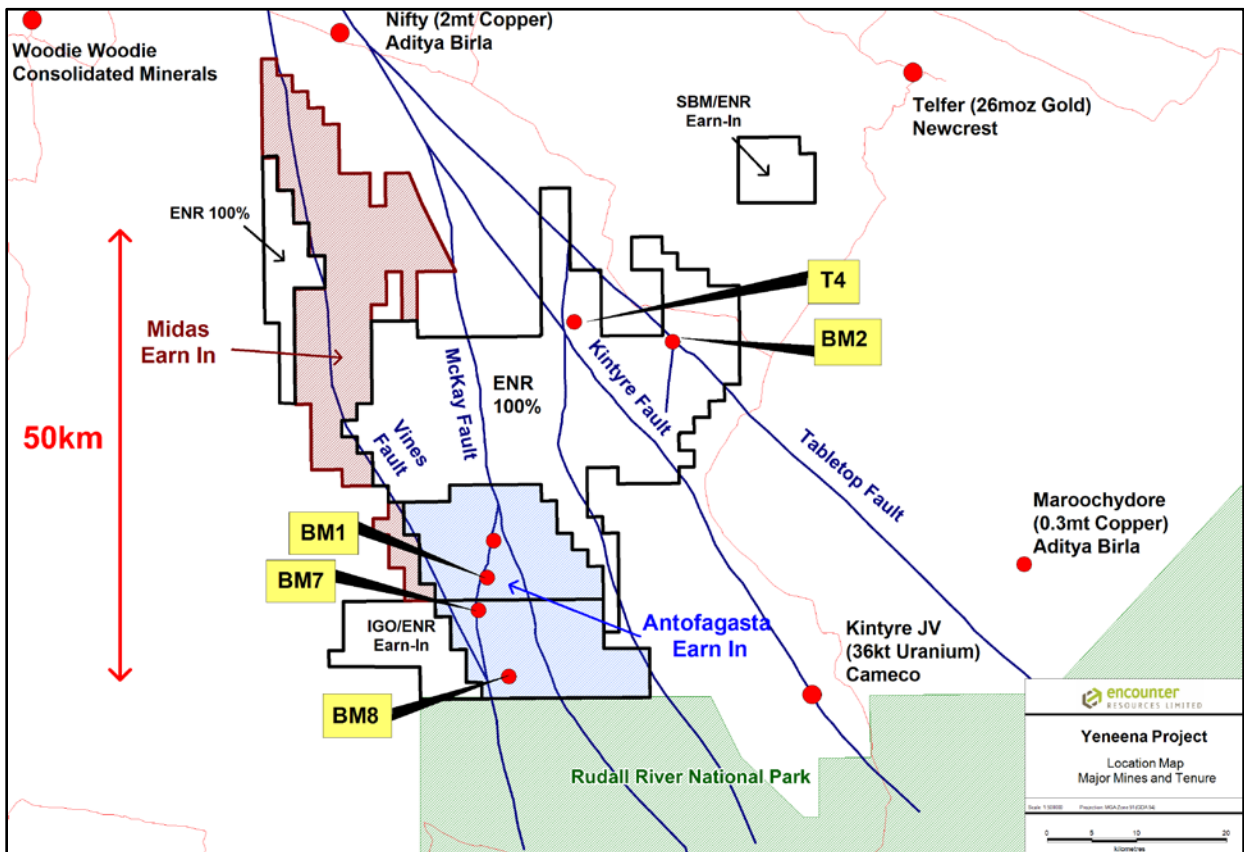 Woodie Woodie
Consolidated Minerals
Nifty (2mt Copper)
Aditya Birla
SBM/ENR
Earn-In
Telfer (26moz Gold)
Newcrest
ENR 100%
50km
Midas
Earn In
T4
BM2
McKay Fault
ENR
100%
Kintyre Fault
Vines
Fault
Tabletop Fault
Maroochydore
(0.3mt Copper)
Aditya Birla
BM1
BM7
IGO/ENR
Earn-In
Antofagasta
Earn In
Kintyre JV
(36kt Uranium)
Cameco
BM8
Rudall River National Park
encounter
RESOURCES LIMITED
Yeneena Project
Location Map
Major Mines and Tenure
0 5 10 20
kilometres